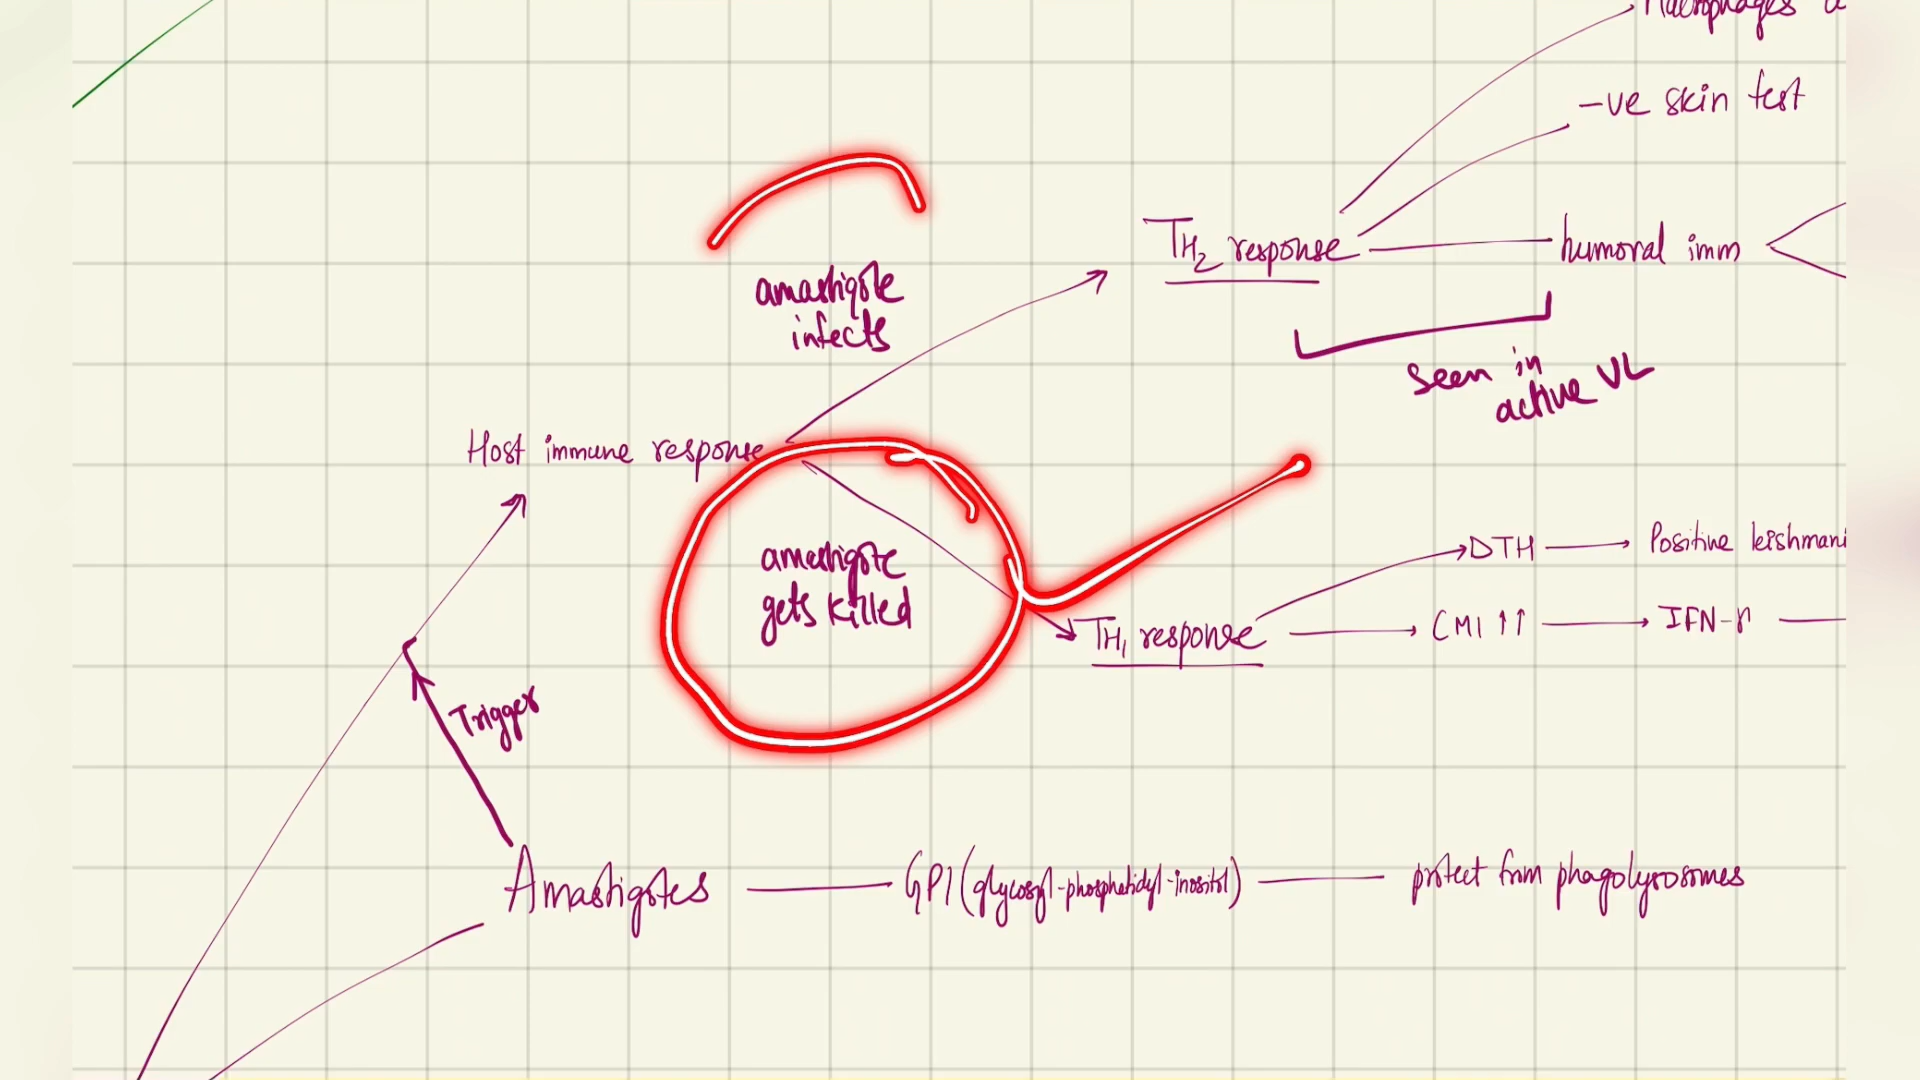 Macrophages
-ve skin test
TH2 response
humoral imm
amastigote
infects
seen in
active VL
Host immune response
amastigote
gets killed
DTH
Positive leishmani
TH1 response
CMI ↑↑
IFN-γ
Trigger
Amastigotes
GPI (glycosyl-phosphatidyl-inositol)
protect from phagolysosomes